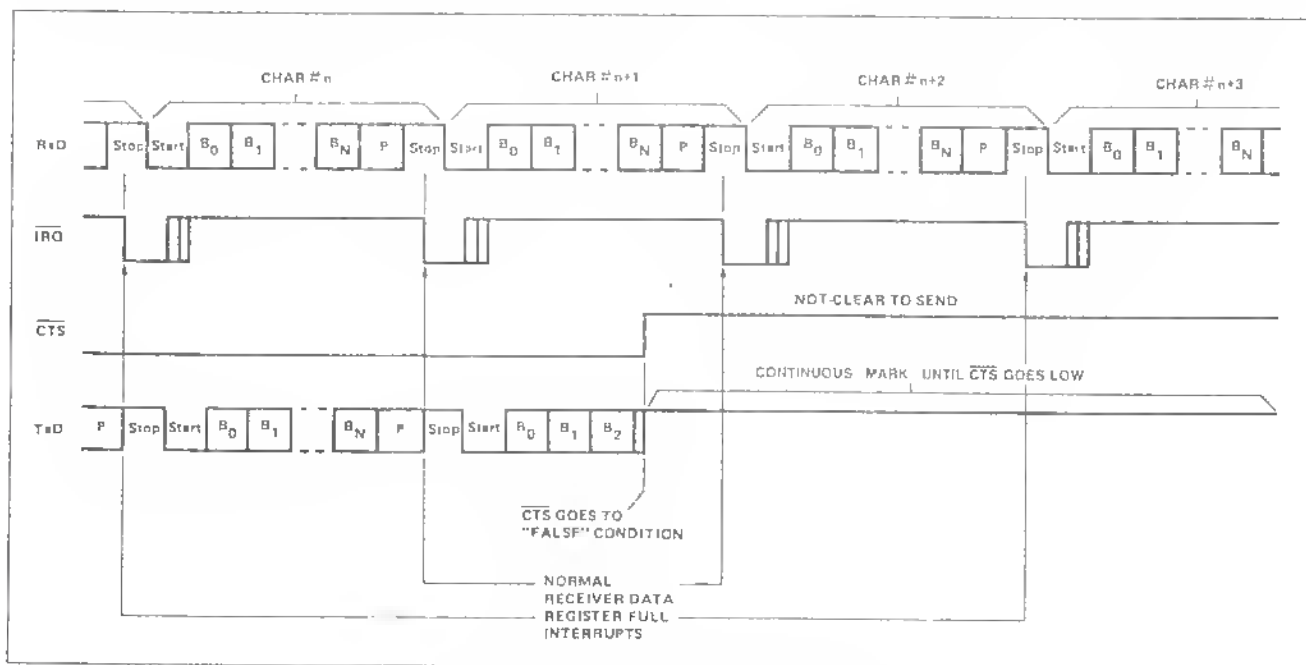 CHAR #n CHAR #n+1 CHAR #n+2 CHAR #n+3
RxD Stop Start B0 B1 BN P Stop Start B0 B1 BN P Stop Start B0 B1 BN P Stop Start B0 B1 BN
IRQ
NOT-CLEAR TO SEND
CTS
CONTINUOUS MARK UNTIL CTS GOES LOW
TxD P Stop Start B0 B1 BN P Stop Start B0 B1 B2
CTS GOES TO
"FALSE" CONDITION
NORMAL
RECEIVER DATA
REGISTER FULL
INTERRUPTS